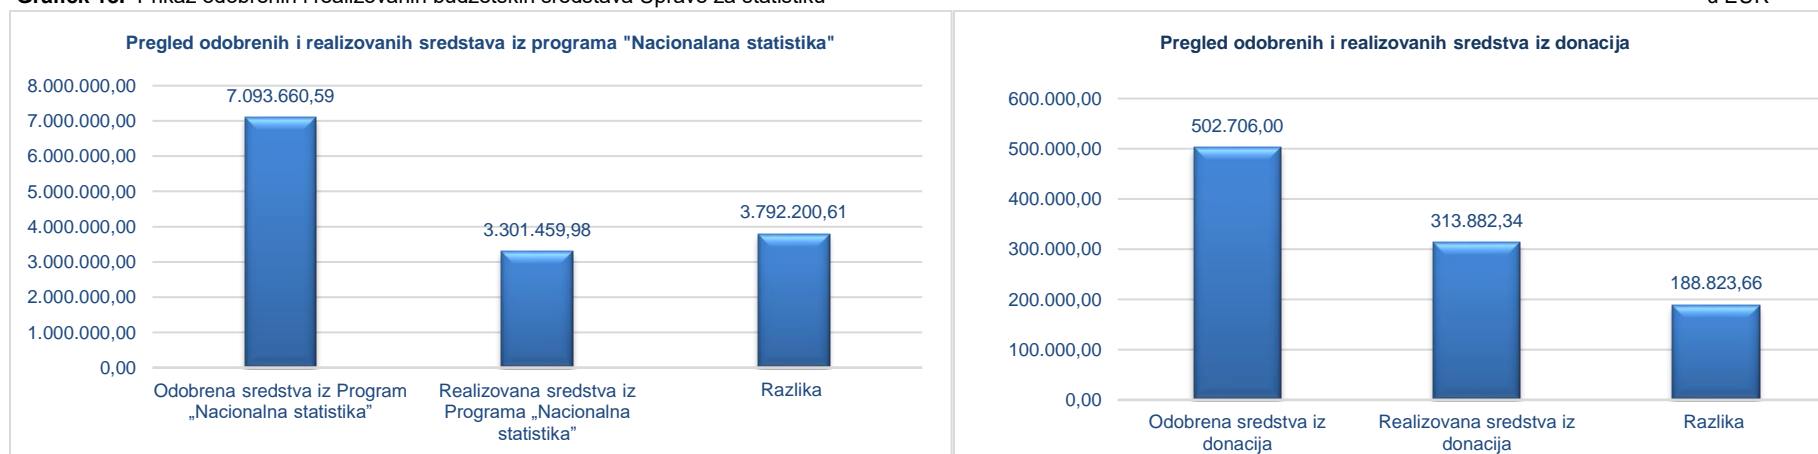 Pregled odobrenih i realizovanih sredstava iz programa "Nacionalana statistika"
8.000.000,00
7.093.660,59
7.000.000,00
6.000.000,00
5.000.000,00
4.000.000,00
3.792.200,61
3.301.459,98
3.000.000,00
2.000.000,00
1.000.000,00
0,00
Odobrena sredstva iz Program
„Nacionalna statistika”
Realizovana sredstva iz
Programa „Nacionalna
statistika”
Razlika
Pregled odobrenih i realizovanih sredstva iz donacija
600.000,00
502.706,00
500.000,00
400.000,00
313.882,34
300.000,00
200.000,00
188.823,66
100.000,00
0,00
Odobrena sredstva iz
donacija
Realizovana sredstva iz
donacija
Razlika